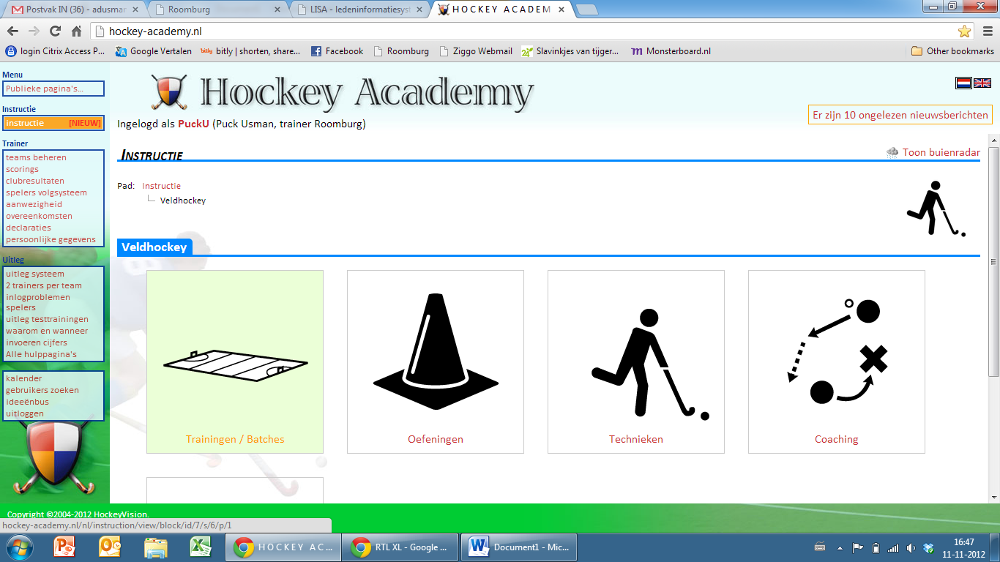 Postvak IN (36) - adusmar
Roomburg
LISA - ledeninformatiesyst
H O C K E Y A C A D E M
hockey-academy.nl
login Citrix Access P...
Google Vertalen
bitly | shorten, share...
Facebook
Roomburg
Ziggo Webmail
Slavinkjes van tijger...
Monsterboard.nl
Other bookmarks
Menu
Publieke pagina's...
Instructie
instructie [NIEUW]
Trainer
teams beheren
scorings
clubresultaten
spelers volgsysteem
aanwezigheid
overeenkomsten
declaraties
persoonlijke gegevens
Uitleg
uitleg systeem
2 trainers per team
inlogproblemen
spelers
uitleg testtrainingen
waarom en wanneer
invoeren cijfers
Alle hulppagina's
kalender
gebruikers zoeken
ideeënbus
uitloggen
Hockey Academy
Ingelogd als PuckU (Puck Usman, trainer Roomburg)
Er zijn 10 ongelezen nieuwsberichten
INSTRUCTIE
Toon buienradar
Pad: Instructie
Veldhockey
Veldhockey
Trainingen / Batches
Oefeningen
Technieken
Coaching
Copyright ©2004-2012 HockeyVision.
hockey-academy.nl/nl/instruction/view/block/id/7/s/6/p/1
H O C K E Y A C ...
RTL XL - Google ...
Document1 - Mic...
16:47
11-11-2012